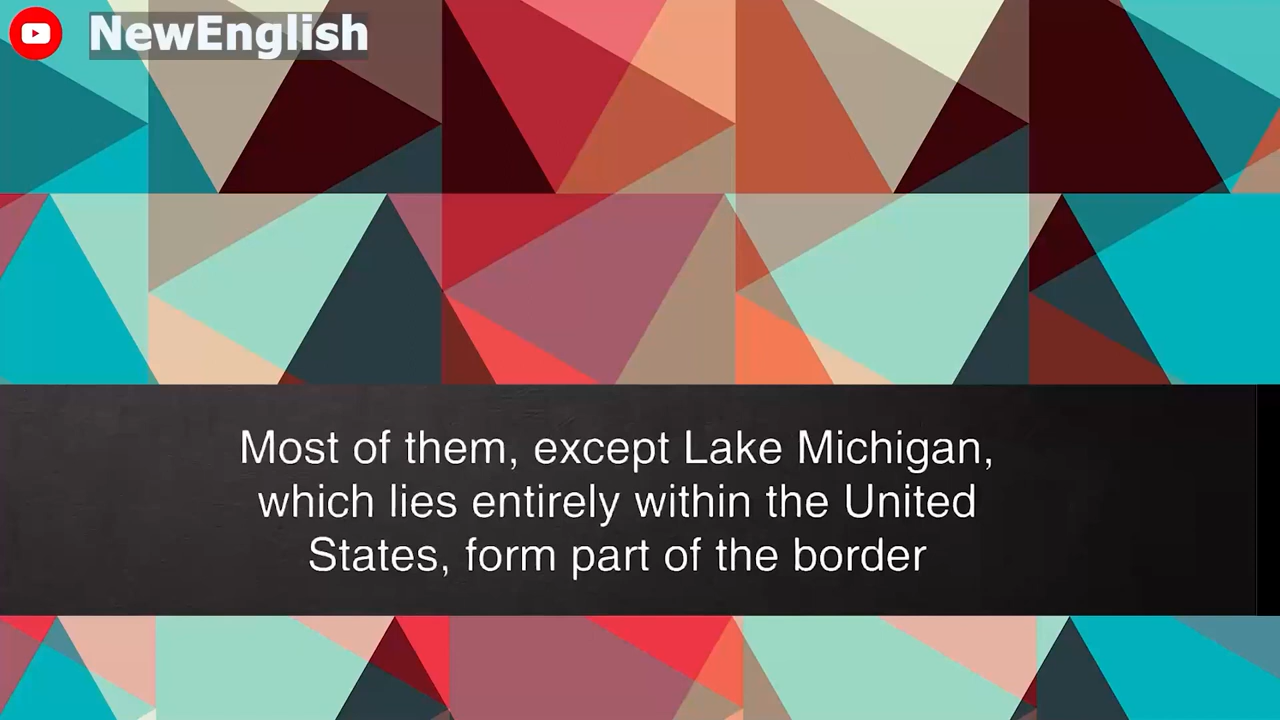 NewEnglish
Most of them, except Lake Michigan,
which lies entirely within the United
States, form part of the border